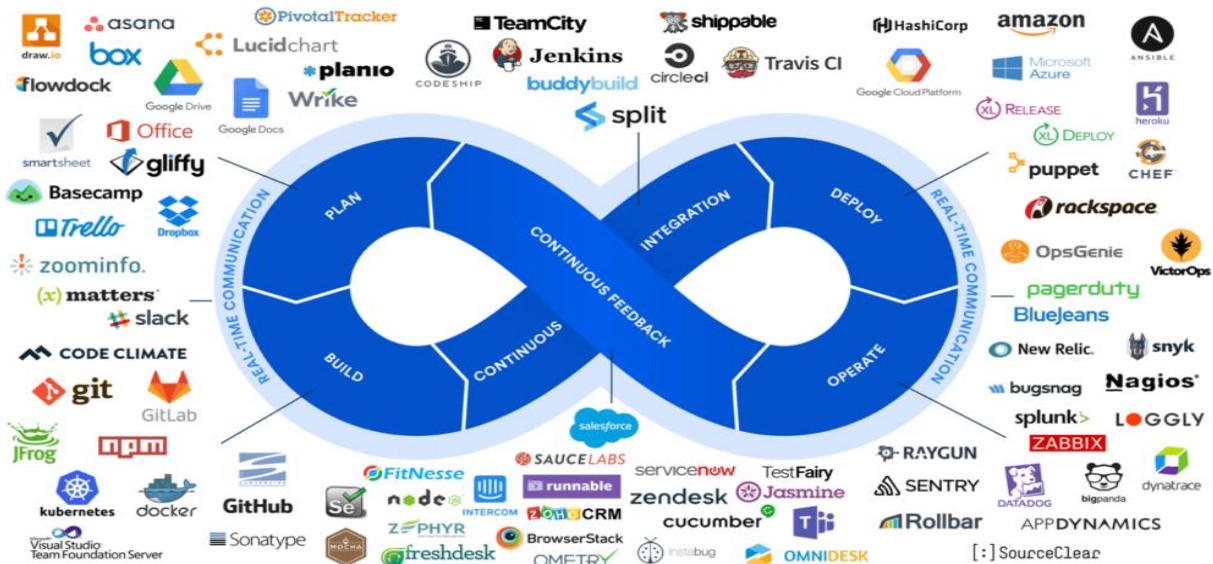 draw.io
asana
PivotalTracker
box
Lucidchart
flowdock
Google Drive
planio
Google Docs
Wrike
smartsheet
Office
gliffy
Basecamp
Trello
Dropbox
zoominfo.
(x) matters
slack
CODE CLIMATE
git
GitLab
JFrog
npm
kubernetes
docker
Visual Studio
Team Foundation Server
GitHub
Sonatype
TeamCity
shippable
CODESHIP
Jenkins
buddybuild
circleci
Travis CI
split
HashiCorp
amazon
ANSIBLE
Google Cloud Platform
Microsoft
Azure
XL RELEASE
heroku
XL DEPLOY
puppet
CHEF
rackspace
OpsGenie
VictorOps
pagerduty
BlueJeans
New Relic.
snyk
bugsnag
Nagios®
splunk>
LOGGLY
ZABBIX
RAYGUN
SENTRY
DATADOG
bigpanda
dynatrace
Rollbar
APPDYNAMICS
[:]SourceClear
REAL-TIME COMMUNICATION
PLAN
BUILD
CONTINUOUS
INTEGRATION
CONTINUOUS FEEDBACK
DEPLOY
OPERATE
REAL-TIME COMMUNICATION
salesforce
FitNesse
SAUCELABS
servicenow
TestFairy
Se
node
INTERCOM
runnable
zendesk
Jasmine
ZOHO CRM
cucumber
ZEPHYR
MOCHA
freshdesk
BrowserStack
OMETRY
instabug
OMNIDESK